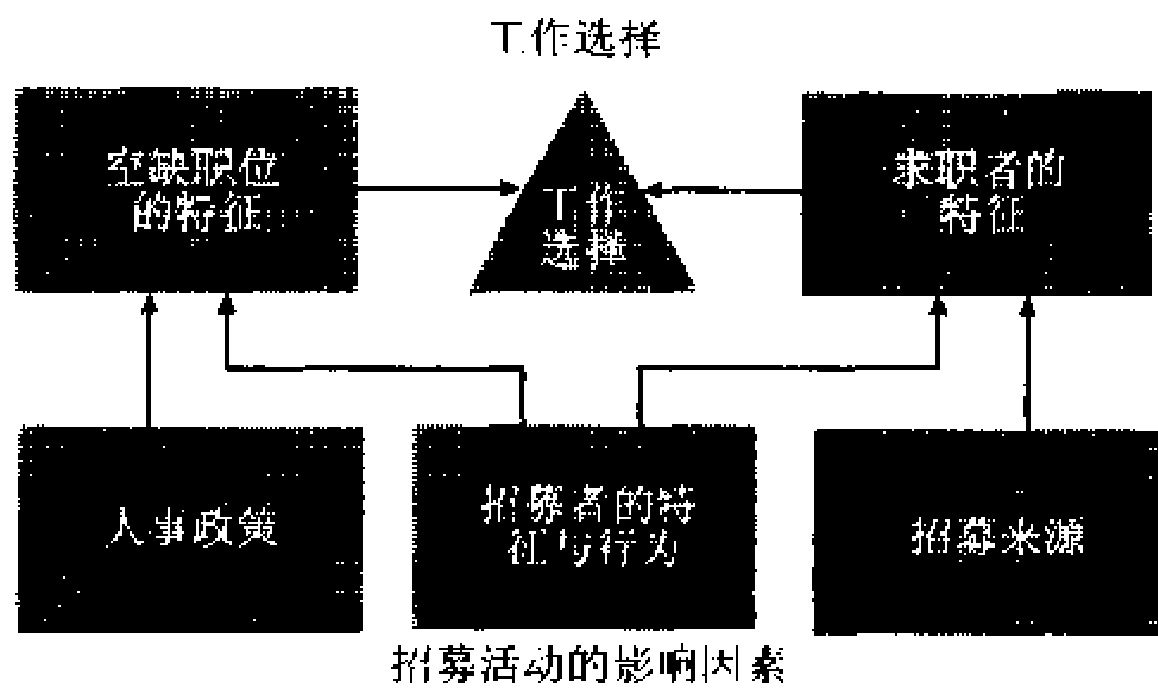 工作选择
空缺职位
的特征
工作
选择
求职者的
特征
人事政策
招募者的特
征与行为
招募来源
招募活动的影响因素